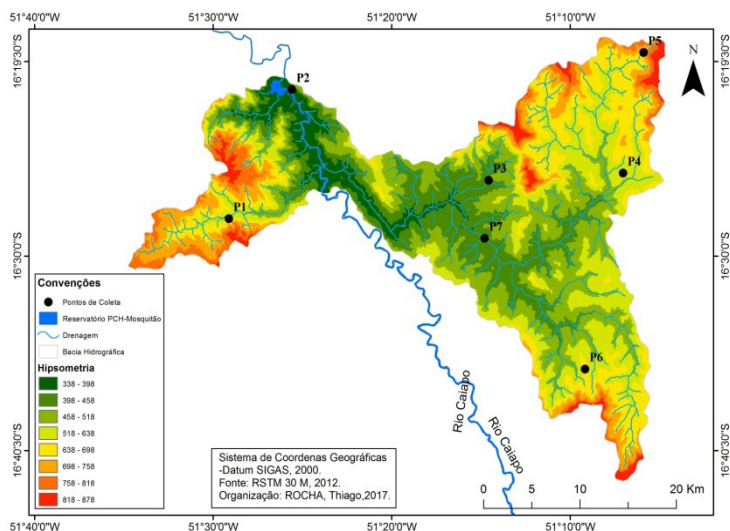 51°40'0"W
51°30'0"W
51°20'0"W
51°10'0"W
16°19'30"S
16°19'30"S
P5
N
P2
P3
P4
P1
P7
16°30'0"S
16°30'0"S
Convenções
Pontos de Coleta
Reservatório PCH-Mosquitão
Drenagem
Bacia Hidrográfica
Hipsometria
338 - 398
398 - 458
458 - 518
518 - 638
638 - 698
698 - 758
758 - 818
818 - 878
P6
Rio Caiapo
Rio Caiapo
16°40'30"S
16°40'30"S
Sistema de Coordenas Geográficas
-Datum SIGAS, 2000.
Fonte: RSTM 30 M, 2012.
Organização: ROCHA, Thiago,2017.
0 5 10 20 Km
51°40'0"W
51°30'0"W
51°20'0"W
51°10'0"W